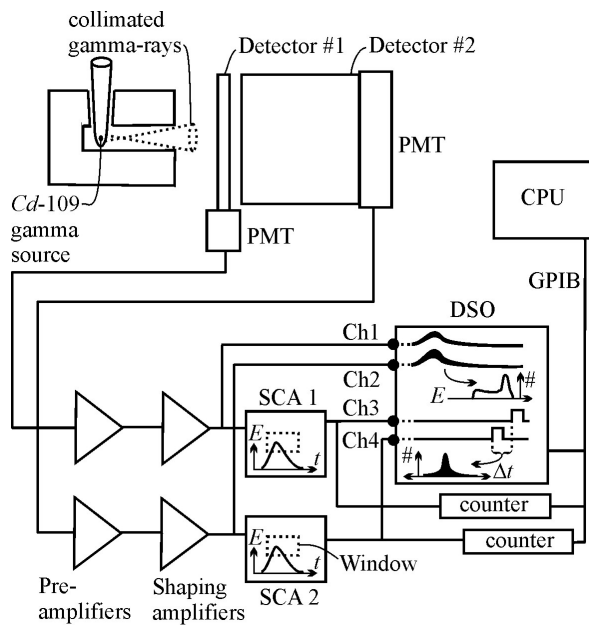 collimated
gamma-rays
Detector #1
Detector #2
PMT
CPU
Cd-109
gamma
source
PMT
GPIB
DSO
Ch1
Ch2
E
#
SCA 1
Ch3
Ch4
E
t
#
Δt
counter
E
t
counter
Window
Pre-
amplifiers
Shaping
amplifiers
SCA 2